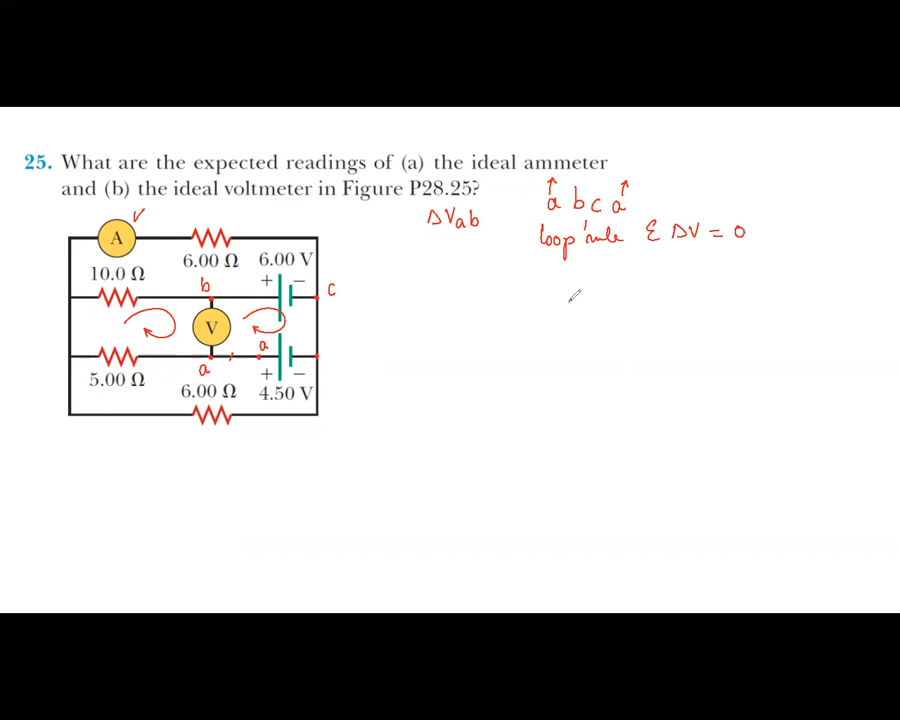 25. What are the expected readings of (a) the ideal ammeter
and (b) the ideal voltmeter in Figure P28.25?
ΔVab
a b c a
loop rule Σ ΔV = 0
A
6.00 Ω 6.00 V
10.0 Ω
b
+ −
c
V
a
a
5.00 Ω
+ −
6.00 Ω 4.50 V